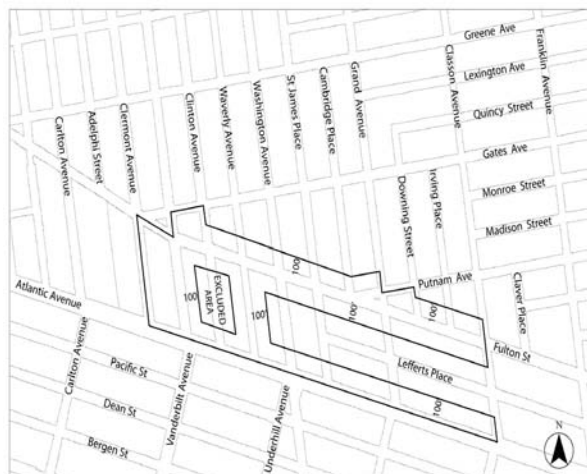 Greene Ave
Franklin Avenue
Classon Avenue
Lexington Ave
Grand Avenue
Cambridge Place
St James Place
Washington Avenue
Waverly Avenue
Clinton Avenue
Clermont Avenue
Adelphi Street
Carlton Avenue
Quincy Street
Gates Ave
Irving Place
Downing Street
Monroe Street
Madison Street
100'
Putnam Ave
Claver Place
EXCLUDED
AREA
100'
100'
100'
100'
Atlantic Avenue
Fulton St
Lefferts Place
Carlton Avenue
Pacific St
Vanderbilt Avenue
Underhill Avenue
Dean St
100'
Bergen St
N